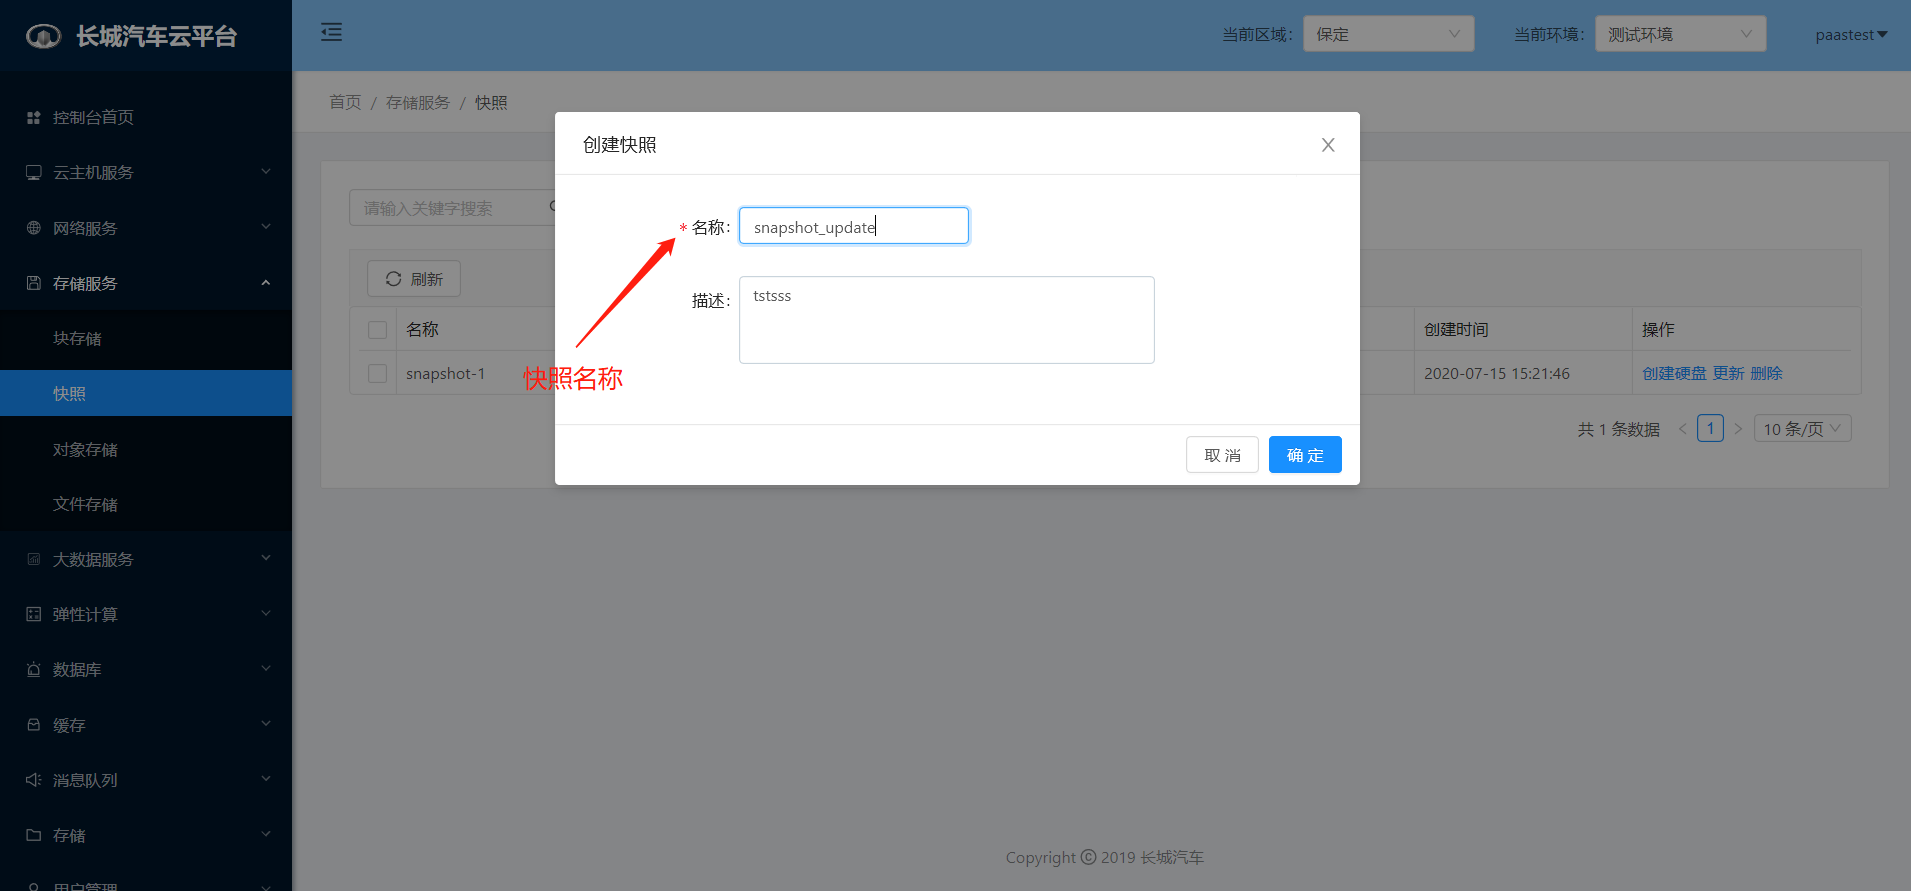 长城汽车云平台
当前区域： 保定 当前环境： 测试环境 paastest
控制台首页
云主机服务
网络服务
存储服务
块存储
快照
对象存储
文件存储
大数据服务
弹性计算
数据库
缓存
消息队列
存储
用户管理
首页 / 存储服务 / 快照
请输入关键字搜索
刷新
名称 创建时间 操作
snapshot-1 2020-07-15 15:21:46 创建硬盘 更新 删除
共 1 条数据 < 1 > 10 条/页
创建快照
* 名称： snapshot_update
描述： tstsss
快照名称
取 消 确 定
Copyright © 2019 长城汽车